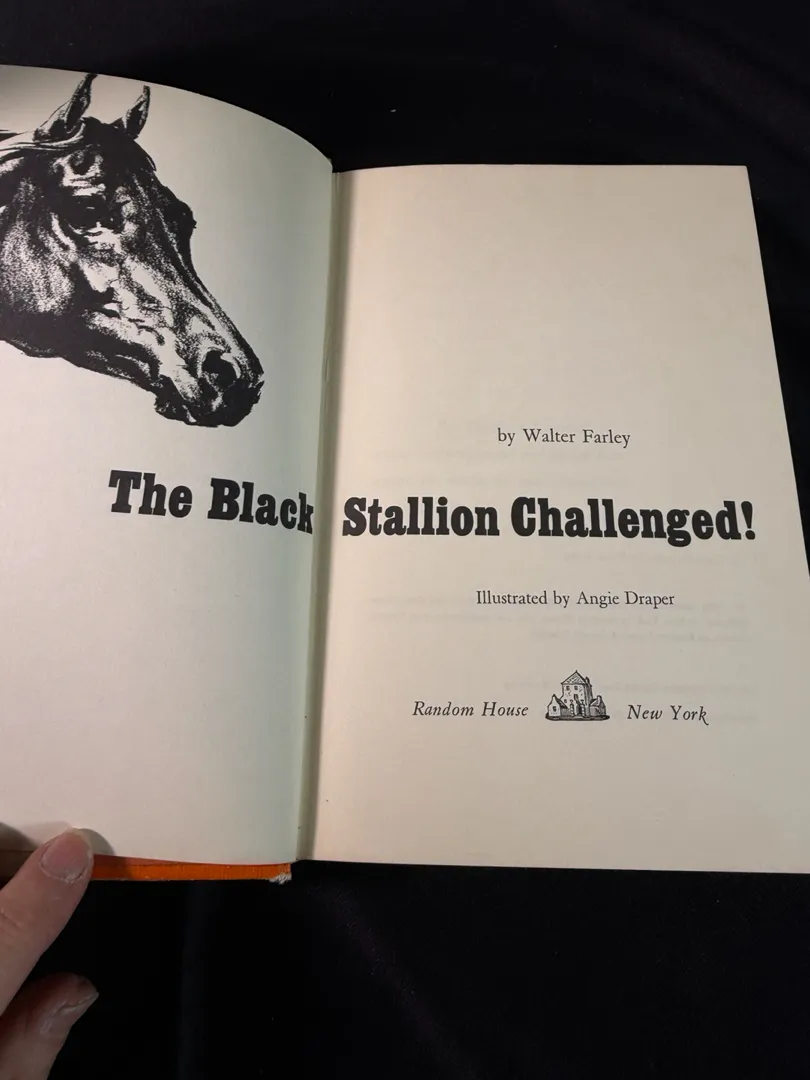 by Walter Farley
The Black Stallion Challenged!
Illustrated by Angie Draper
Random House New York